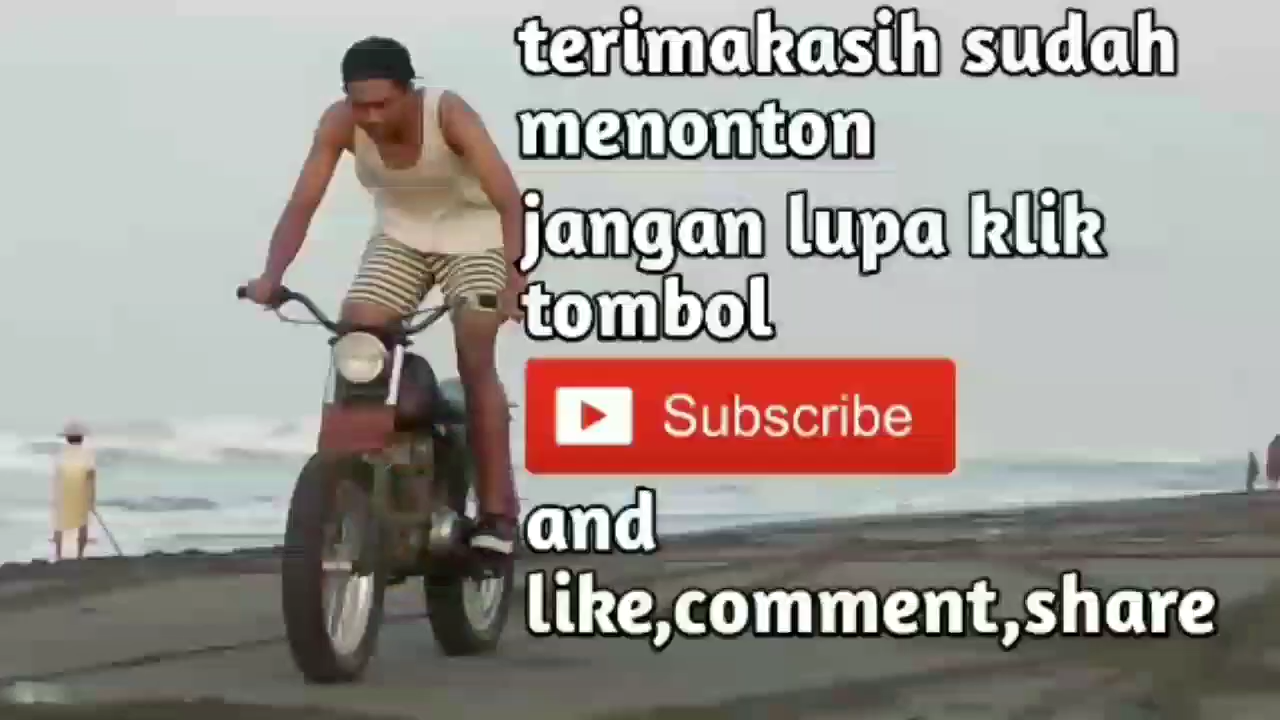 terimakasih sudah
menonton
jangan lupa klik
tombol
Subscribe
and
like,comment,share